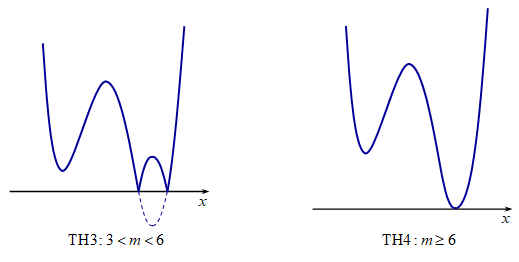 x
x
TH3: 3 < m < 6
TH4 : m ≥ 6